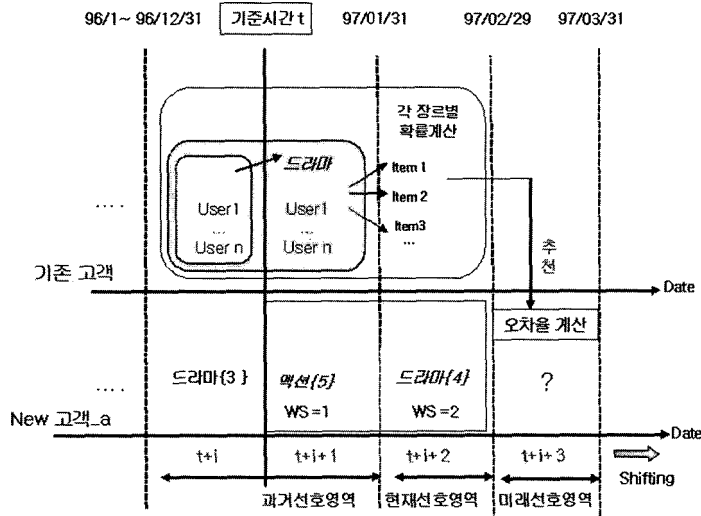 96/1~ 96/12/31 기준시간 t 97/01/31 97/02/29 97/03/31
각 장르별
확률계산
드라마
Item 1
User1 User1 Item 2
... ... Item3
User n User n ...
....
추천
기존 고객
Date
오차율 계산
드라마{3 } 액션{5} 드라마{4} ?
....
WS =1 WS =2
New 고객_a
Date
t+i t+i+1 t+i+2 t+i+3
Shifting
과거선호영역 현재선호영역 미래선호영역